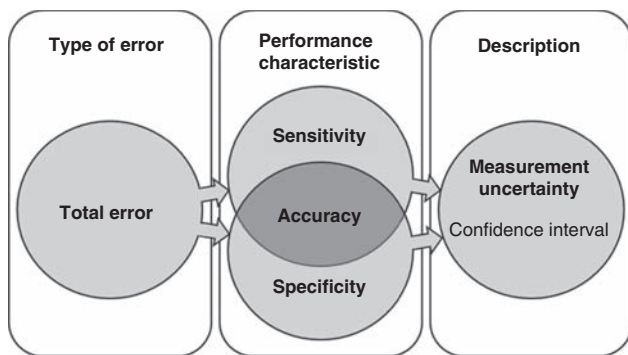 Type of error
Performance
characteristic
Description
Total error
Sensitivity
Accuracy
Specificity
Measurement
uncertainty
Confidence interval